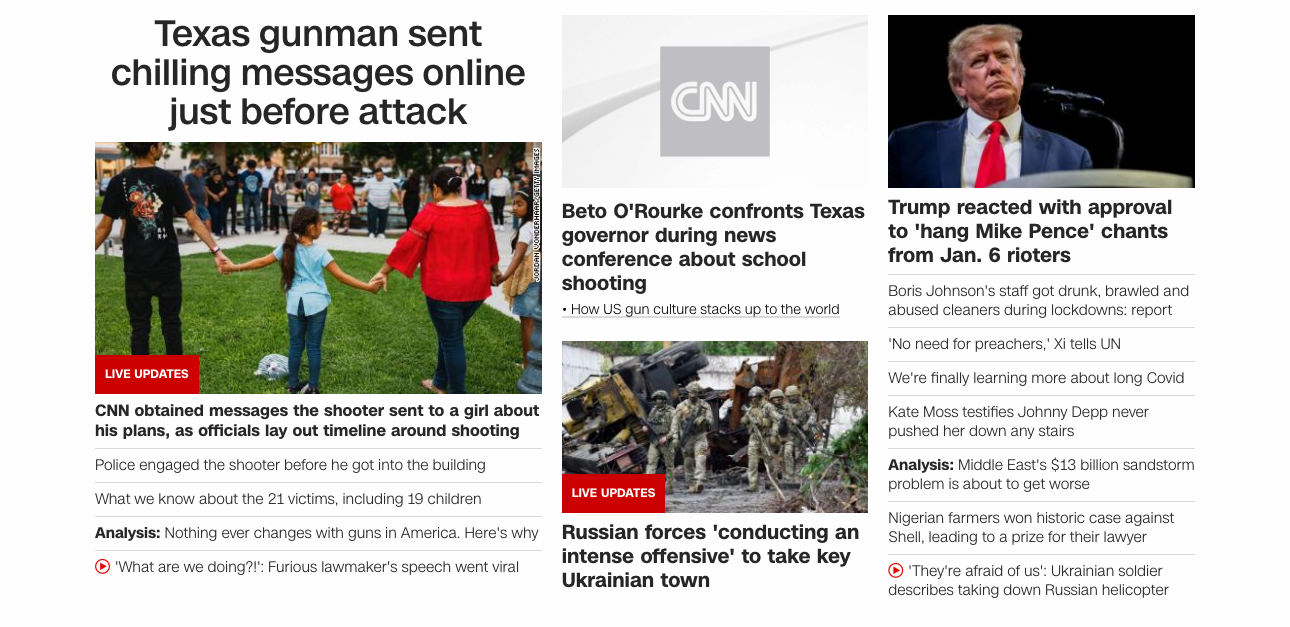 Texas gunman sent
chilling messages online
just before attack
JORDAN VONDERHAAR/GETTY IMAGES
LIVE UPDATES
CNN obtained messages the shooter sent to a girl about
his plans, as officials lay out timeline around shooting
Police engaged the shooter before he got into the building
What we know about the 21 victims, including 19 children
Analysis: Nothing ever changes with guns in America. Here's why
'What are we doing?!': Furious lawmaker's speech went viral
CNN
Beto O'Rourke confronts Texas
governor during news
conference about school
shooting
• How US gun culture stacks up to the world
LIVE UPDATES
Russian forces 'conducting an
intense offensive' to take key
Ukrainian town
Trump reacted with approval
to 'hang Mike Pence' chants
from Jan. 6 rioters
Boris Johnson's staff got drunk, brawled and
abused cleaners during lockdowns: report
'No need for preachers,' Xi tells UN
We're finally learning more about long Covid
Kate Moss testifies Johnny Depp never
pushed her down any stairs
Analysis: Middle East's $13 billion sandstorm
problem is about to get worse
Nigerian farmers won historic case against
Shell, leading to a prize for their lawyer
'They're afraid of us': Ukrainian soldier
describes taking down Russian helicopter